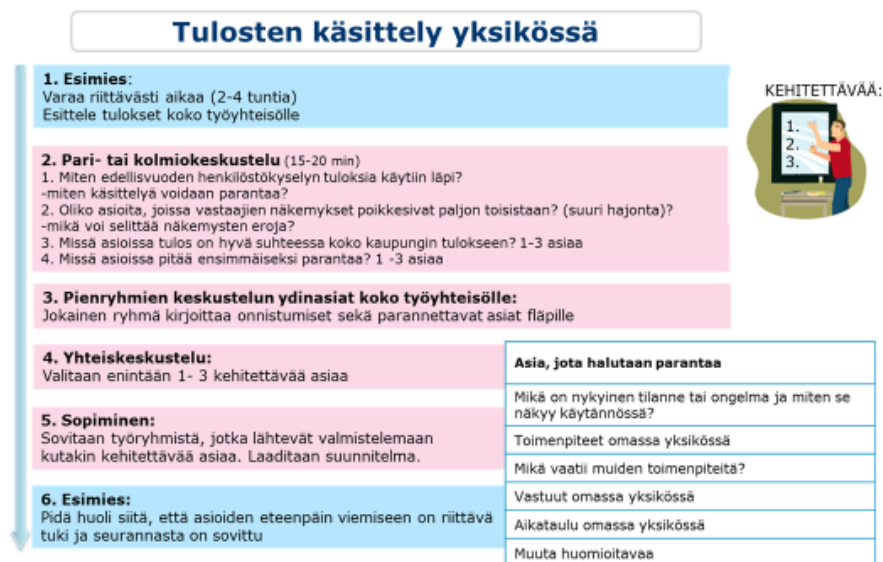 Tulosten käsittely yksikössä
1. Esimies:
Varaa riittävästi aikaa (2-4 tuntia)
Esittele tulokset koko työyhteisölle
KEHITETTÄVÄÄ:
1.
2.
3.
2. Pari- tai kolmiokeskustelu (15-20 min)
1. Miten edellisvuoden henkilöstökyselyn tuloksia käytiin läpi?
-miten käsittelyä voidaan parantaa?
2. Oliko asioita, joissa vastaajien näkemykset poikkesivat paljon toisistaan? (suuri hajonta)?
-mikä voi selittää näkemysten eroja?
3. Missä asioissa tulos on hyvä suhteessa koko kaupungin tulokseen? 1-3 asiaa
4. Missä asioissa pitää ensimmäiseksi parantaa? 1 -3 asiaa
3. Pienryhmien keskustelun ydinasiat koko työyhteisölle:
Jokainen ryhmä kirjoittaa onnistumiset sekä parannettavat asiat fläpille
4. Yhteiskeskustelu:
Valitaan enintään 1- 3 kehitettävää asiaa
5. Sopiminen:
Sovitaan työryhmistä, jotka lähtevät valmistelemaan
kutakin kehitettävää asiaa. Laaditaan suunnitelma.
6. Esimies:
Pidä huoli siitä, että asioiden eteenpäin viemiseen on riittävä
tuki ja seurannasta on sovittu
Asia, jota halutaan parantaa
Mikä on nykyinen tilanne tai ongelma ja miten se
näkyy käytännössä?
Toimenpiteet omassa yksikössä
Mikä vaatii muiden toimenpiteitä?
Vastuut omassa yksikössä
Aikataulu omassa yksikössä
Muuta huomioitavaa